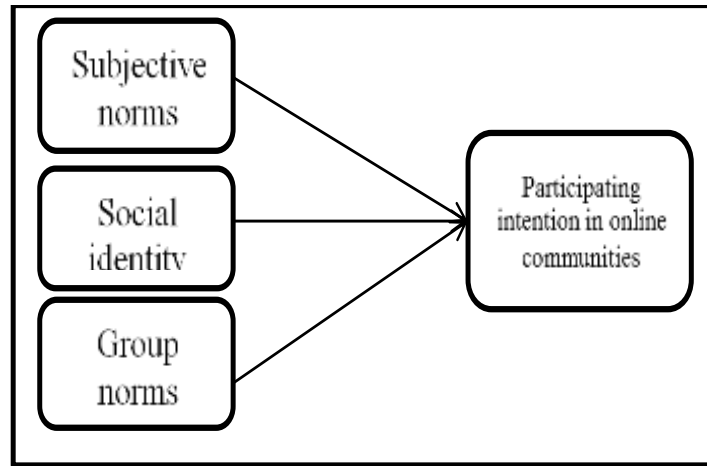 Subjective
norms
Social
identity
Group
norms
Participating
intention in online
communities